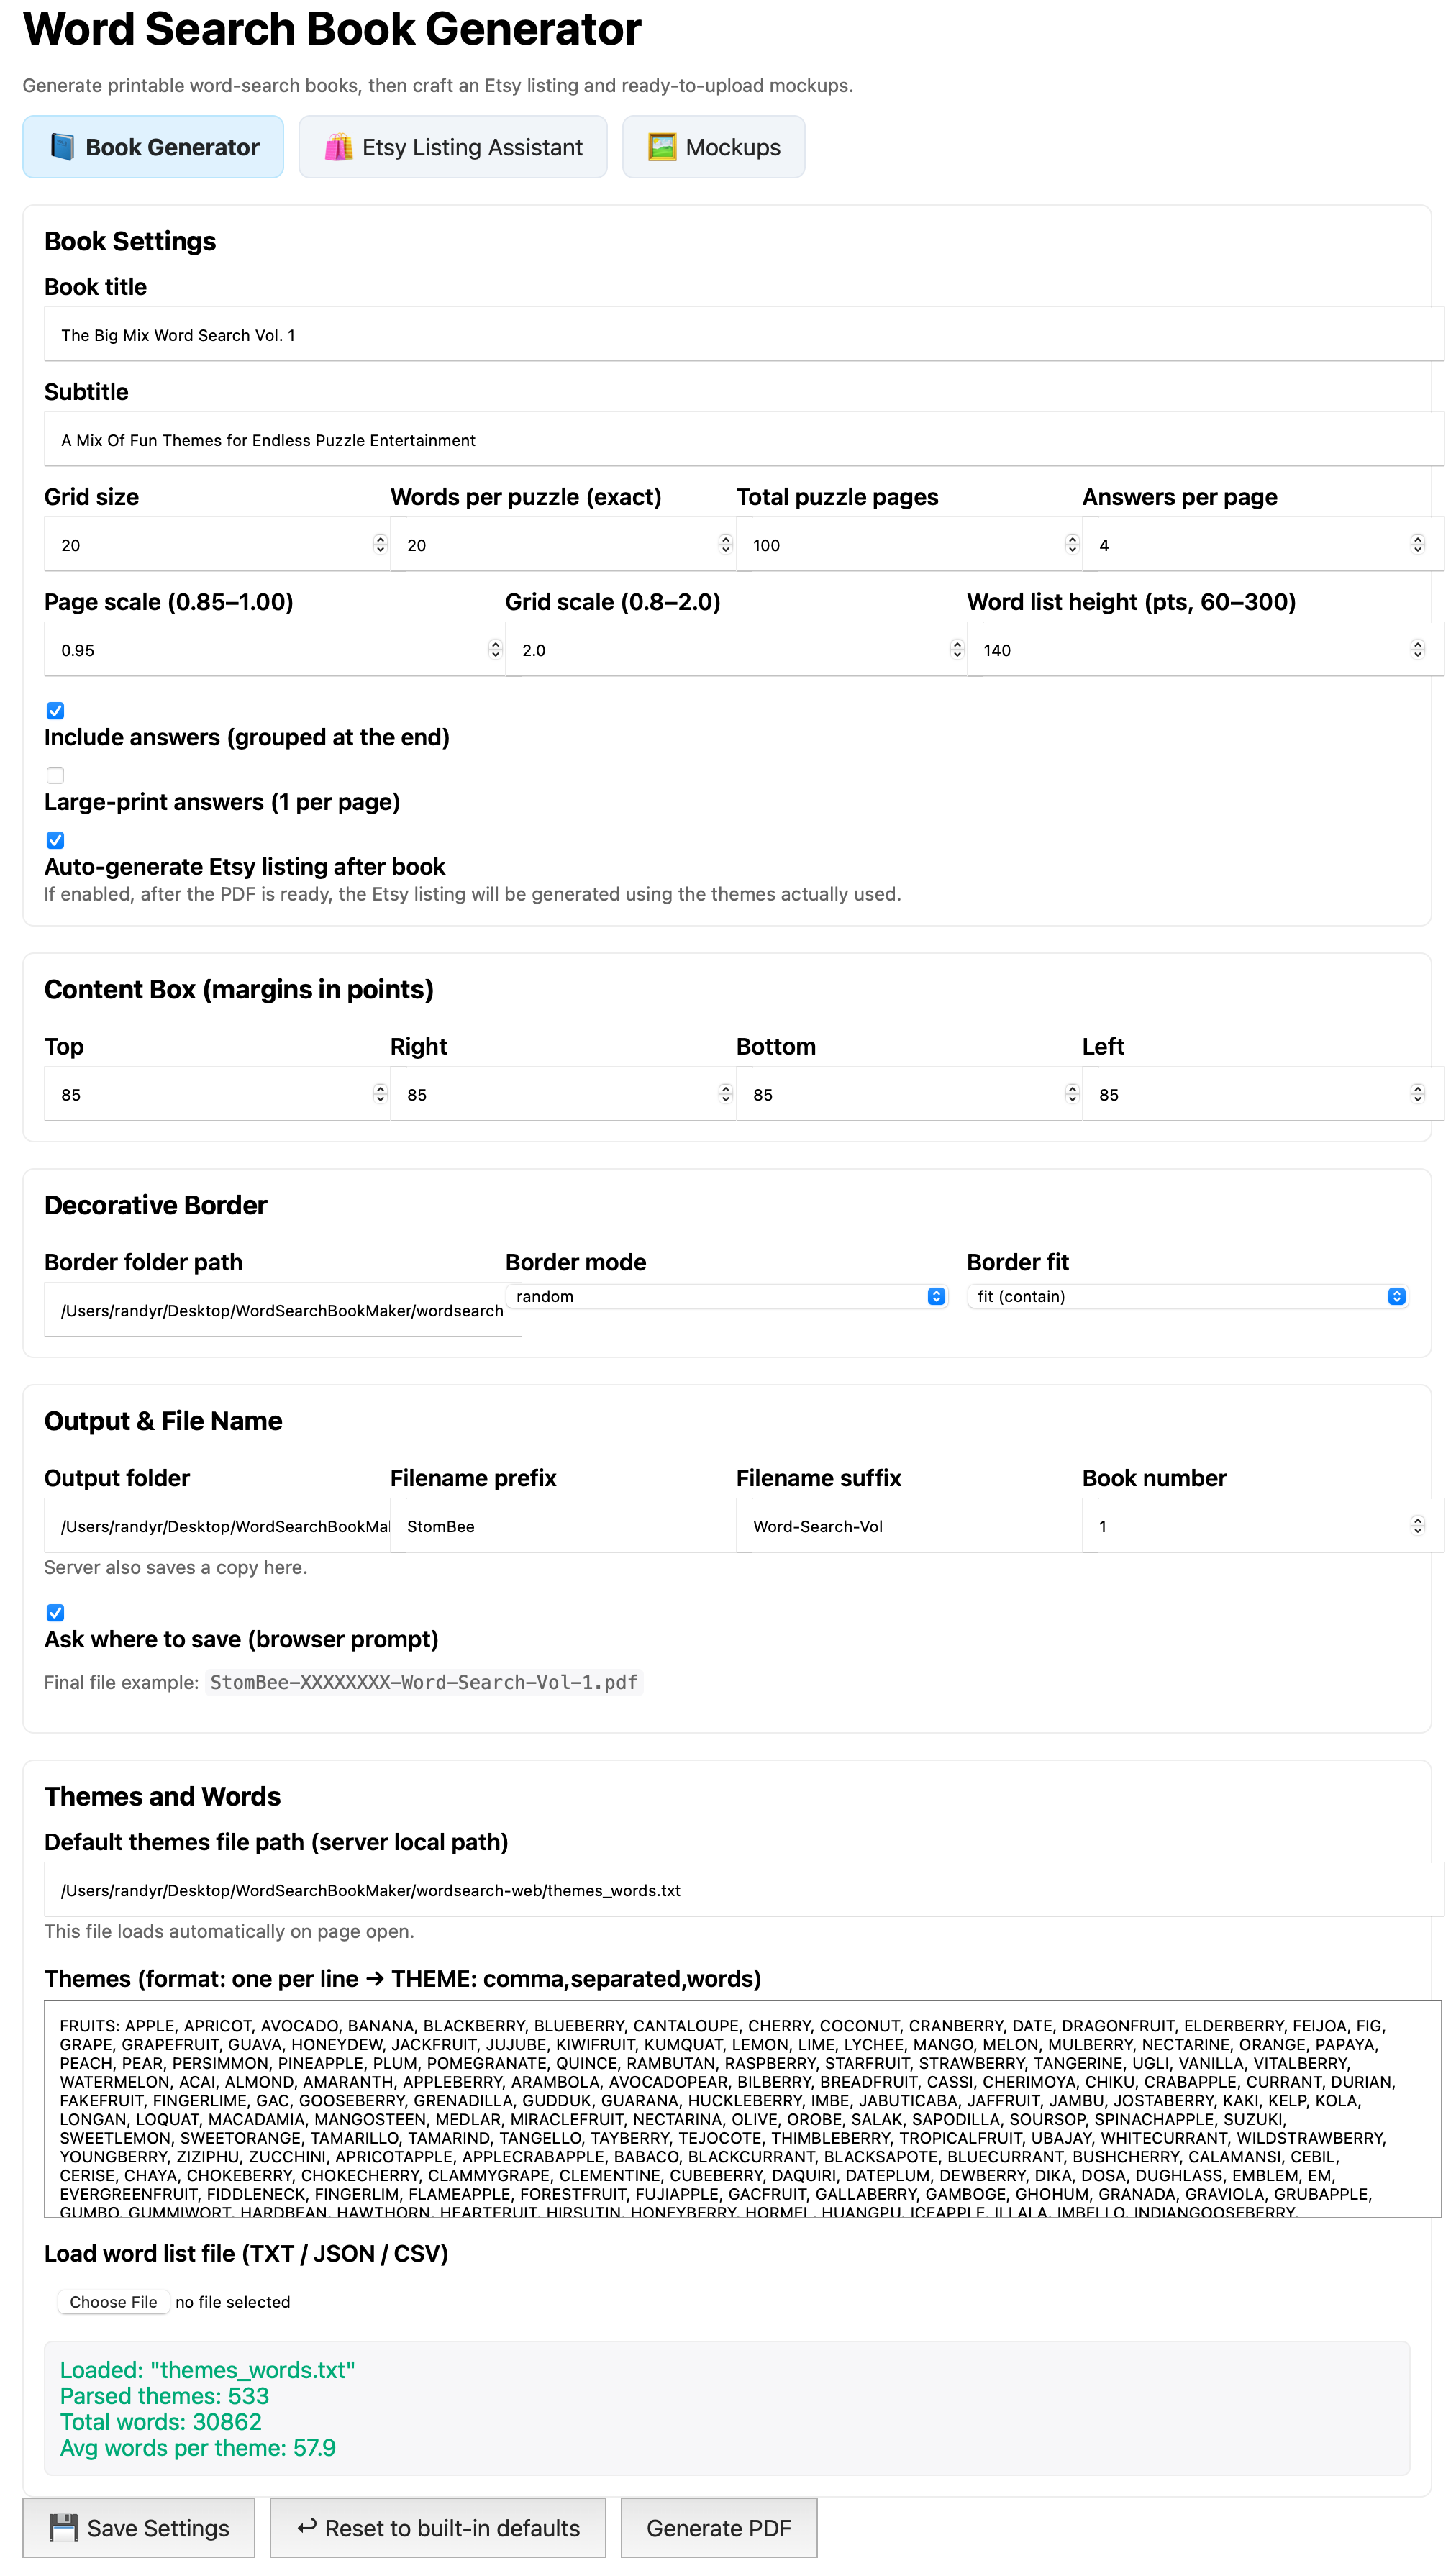 Word Search Book Generator
Generate printable word-search books, then craft an Etsy listing and ready-to-upload mockups.
Book Generator
Etsy Listing Assistant
Mockups
Book Settings
Book title
The Big Mix Word Search Vol. 1
Subtitle
A Mix Of Fun Themes for Endless Puzzle Entertainment
Grid size Words per puzzle (exact) Total puzzle pages Answers per page
20 20 100 4
Page scale (0.85–1.00) Grid scale (0.8–2.0) Word list height (pts, 60–300)
0.95 2.0 140
Include answers (grouped at the end)
Large-print answers (1 per page)
Auto-generate Etsy listing after book
If enabled, after the PDF is ready, the Etsy listing will be generated using the themes actually used.
Content Box (margins in points)
Top Right Bottom Left
85 85 85 85
Decorative Border
Border folder path Border mode Border fit
/Users/randyr/Desktop/WordSearchBookMaker/wordsearch random fit (contain)
Output & File Name
Output folder Filename prefix Filename suffix Book number
/Users/randyr/Desktop/WordSearchBookMa StomBee Word-Search-Vol 1
Server also saves a copy here.
Ask where to save (browser prompt)
Final file example: StomBee-XXXXXXXX-Word-Search-Vol-1.pdf
Themes and Words
Default themes file path (server local path)
/Users/randyr/Desktop/WordSearchBookMaker/wordsearch-web/themes_words.txt
This file loads automatically on page open.
Themes (format: one per line → THEME: comma,separated,words)
FRUITS: APPLE, APRICOT, AVOCADO, BANANA, BLACKBERRY, BLUEBERRY, CANTALOUPE, CHERRY, COCONUT, CRANBERRY, DATE, DRAGONFRUIT, ELDERBERRY, FEIJOA, FIG,
GRAPE, GRAPEFRUIT, GUAVA, HONEYDEW, JACKFRUIT, JUJUBE, KIWIFRUIT, KUMQUAT, LEMON, LIME, LYCHEE, MANGO, MELON, MULBERRY, NECTARINE, ORANGE, PAPAYA,
PEACH, PEAR, PERSIMMON, PINEAPPLE, PLUM, POMEGRANATE, QUINCE, RAMBUTAN, RASPBERRY, STARFRUIT, STRAWBERRY, TANGERINE, UGLI, VANILLA, VITALBERRY,
WATERMELON, ACAI, ALMOND, AMARANTH, APPLEBERRY, ARAMBOLA, AVOCADOPEAR, BILBERRY, BREADFRUIT, CASSI, CHERIMOYA, CHIKU, CRABAPPLE, CURRANT, DURIAN,
FAKEFRUIT, FINGERLIME, GAC, GOOSEBERRY, GRENADILLA, GUDDUK, GUARANA, HUCKLEBERRY, IMBE, JABUTICABA, JAFFRUIT, JAMBU, JOSTABERRY, KAKI, KELP, KOLA,
LONGAN, LOQUAT, MACADAMIA, MANGOSTEEN, MEDLAR, MIRACLEFRUIT, NECTARINA, OLIVE, OROBE, SALAK, SAPODILLA, SOURSOP, SPINACHAPPLE, SUZUKI,
SWEETLEMON, SWEETORANGE, TAMARILLO, TAMARIND, TANGELLO, TAYBERRY, TEJOCOTE, THIMBLEBERRY, TROPICALFRUIT, UBAJAY, WHITECURRANT, WILDSTRAWBERRY,
YOUNGBERRY, ZIZIPHU, ZUCCHINI, APRICOTAPPLE, APPLECRABAPPLE, BABACO, BLACKCURRANT, BLACKSAPOTE, BLUECURRANT, BUSHCHERRY, CALAMANSI, CEBIL,
CERISE, CHAYA, CHOKEBERRY, CHOKECHERRY, CLAMMYGRAPE, CLEMENTINE, CUBEBERRY, DAQUIRI, DATEPLUM, DEWBERRY, DIKA, DOSA, DUGHLASS, EMBLEM, EM,
EVERGREENFRUIT, FIDDLENECK, FINGERLIM, FLAMEAPPLE, FORESTFRUIT, FUJIAPPLE, GACFRUIT, GALLABERRY, GAMBOGE, GHOHUM, GRANADA, GRAVIOLA, GRUBAPPLE,
GUMBO, GUMMIWORT, HARDBEAN, HAWTHORN, HEARTFRUIT, HIRSUTIN, HONEYBERRY, HORMEL, HUANGPU, ICEAPPLE, ILLALA, IMBELLO, INDIANGOOSEBERRY,
Load word list file (TXT / JSON / CSV)
Choose File no file selected
Loaded: "themes_words.txt"
Parsed themes: 533
Total words: 30862
Avg words per theme: 57.9
Save Settings
Reset to built-in defaults
Generate PDF